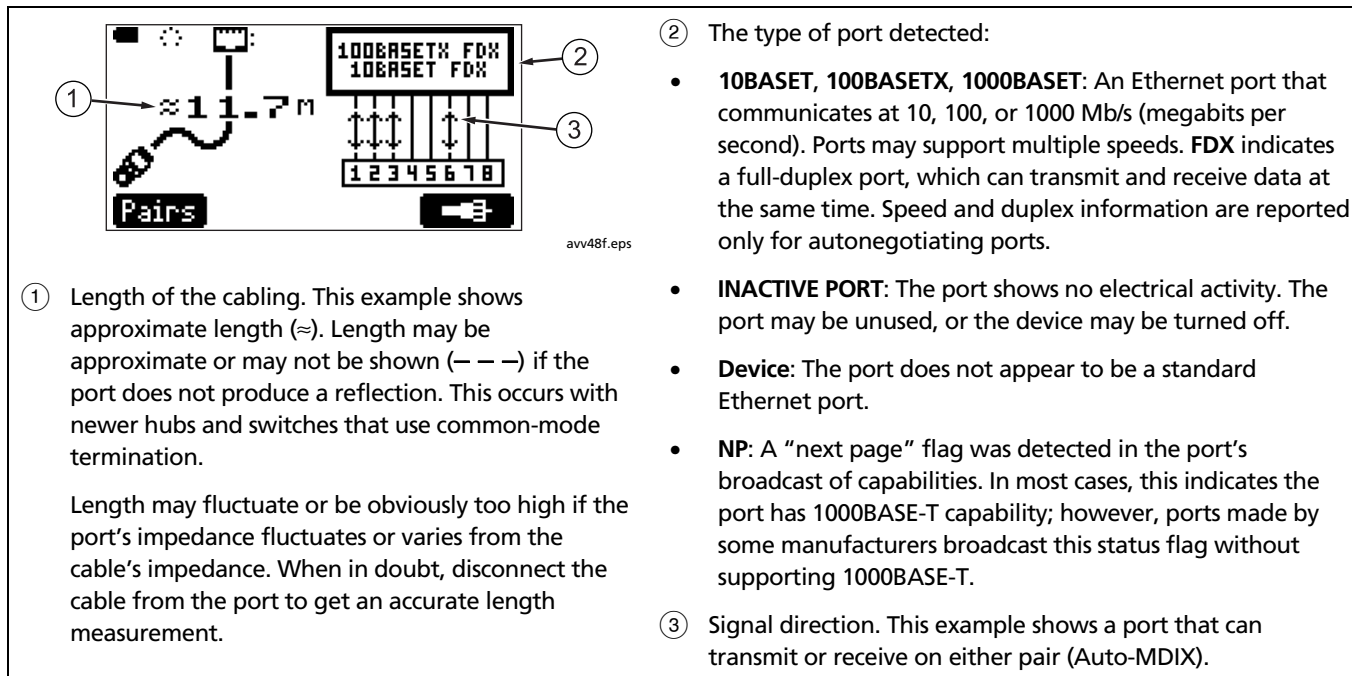 100BASETX FDX
10BASET FDX
≈11.7 m
12345678
Pairs
1
2
3
avv48f.eps
1 Length of the cabling. This example shows
approximate length (≈). Length may be
approximate or may not be shown (– – –) if the
port does not produce a reflection. This occurs with
newer hubs and switches that use common-mode
termination.
Length may fluctuate or be obviously too high if the
port's impedance fluctuates or varies from the
cable's impedance. When in doubt, disconnect the
cable from the port to get an accurate length
measurement.
2 The type of port detected:
• 10BASET, 100BASETX, 1000BASET: An Ethernet port that
communicates at 10, 100, or 1000 Mb/s (megabits per
second). Ports may support multiple speeds. FDX indicates
a full-duplex port, which can transmit and receive data at
the same time. Speed and duplex information are reported
only for autonegotiating ports.
• INACTIVE PORT: The port shows no electrical activity. The
port may be unused, or the device may be turned off.
• Device: The port does not appear to be a standard
Ethernet port.
• NP: A “next page” flag was detected in the port's
broadcast of capabilities. In most cases, this indicates the
port has 1000BASE-T capability; however, ports made by
some manufacturers broadcast this status flag without
supporting 1000BASE-T.
3 Signal direction. This example shows a port that can
transmit or receive on either pair (Auto-MDIX).